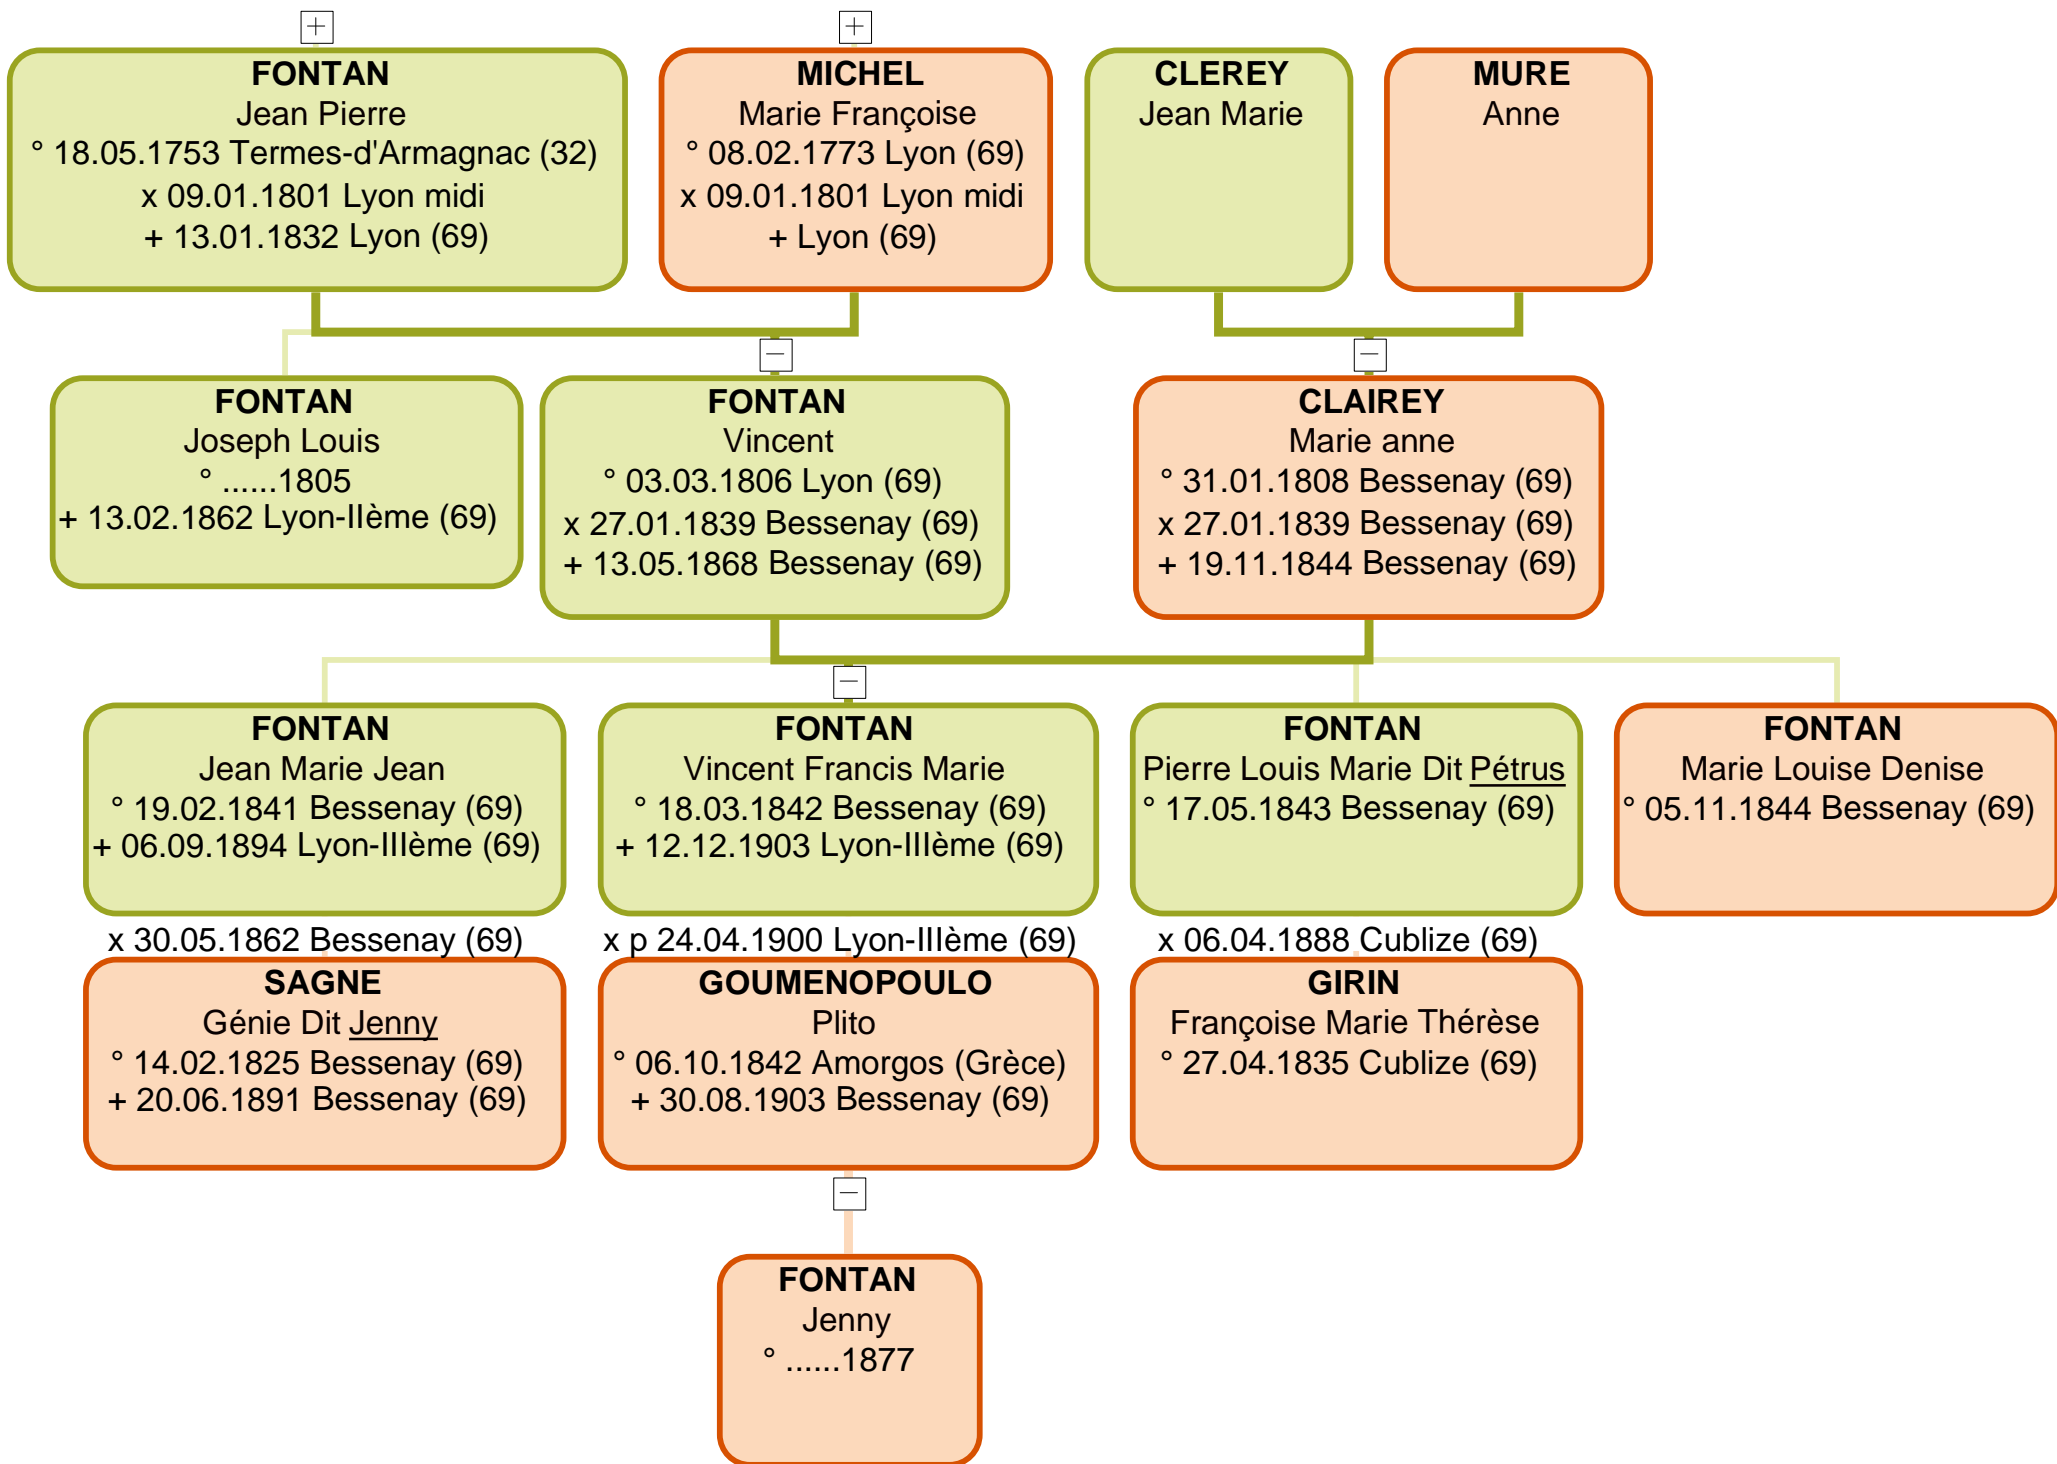 FONTAN
Jean Pierre
° 18.05.1753 Termes-d'Armagnac (32)
x 09.01.1801 Lyon midi
+ 13.01.1832 Lyon (69)
MICHEL
Marie Françoise
° 08.02.1773 Lyon (69)
x 09.01.1801 Lyon midi
+ Lyon (69)
CLEREY
Jean Marie
MURE
Anne
FONTAN
Joseph Louis
° ......1805
+ 13.02.1862 Lyon-IIème (69)
FONTAN
Vincent
° 03.03.1806 Lyon (69)
x 27.01.1839 Bessenay (69)
+ 13.05.1868 Bessenay (69)
CLAIREY
Marie anne
° 31.01.1808 Bessenay (69)
x 27.01.1839 Bessenay (69)
+ 19.11.1844 Bessenay (69)
FONTAN
Jean Marie Jean
° 19.02.1841 Bessenay (69)
+ 06.09.1894 Lyon-IIIème (69)
FONTAN
Vincent Francis Marie
° 18.03.1842 Bessenay (69)
+ 12.12.1903 Lyon-IIIème (69)
FONTAN
Pierre Louis Marie Dit Pétrus
° 17.05.1843 Bessenay (69)
FONTAN
Marie Louise Denise
° 05.11.1844 Bessenay (69)
x 30.05.1862 Bessenay (69)
SAGNE
Génie Dit Jenny
° 14.02.1825 Bessenay (69)
+ 20.06.1891 Bessenay (69)
x p 24.04.1900 Lyon-IIIème (69)
GOUMENOPOULO
Plito
° 06.10.1842 Amorgos (Grèce)
+ 30.08.1903 Bessenay (69)
x 06.04.1888 Cublize (69)
GIRIN
Françoise Marie Thérèse
° 27.04.1835 Cublize (69)
FONTAN
Jenny
° ......1877